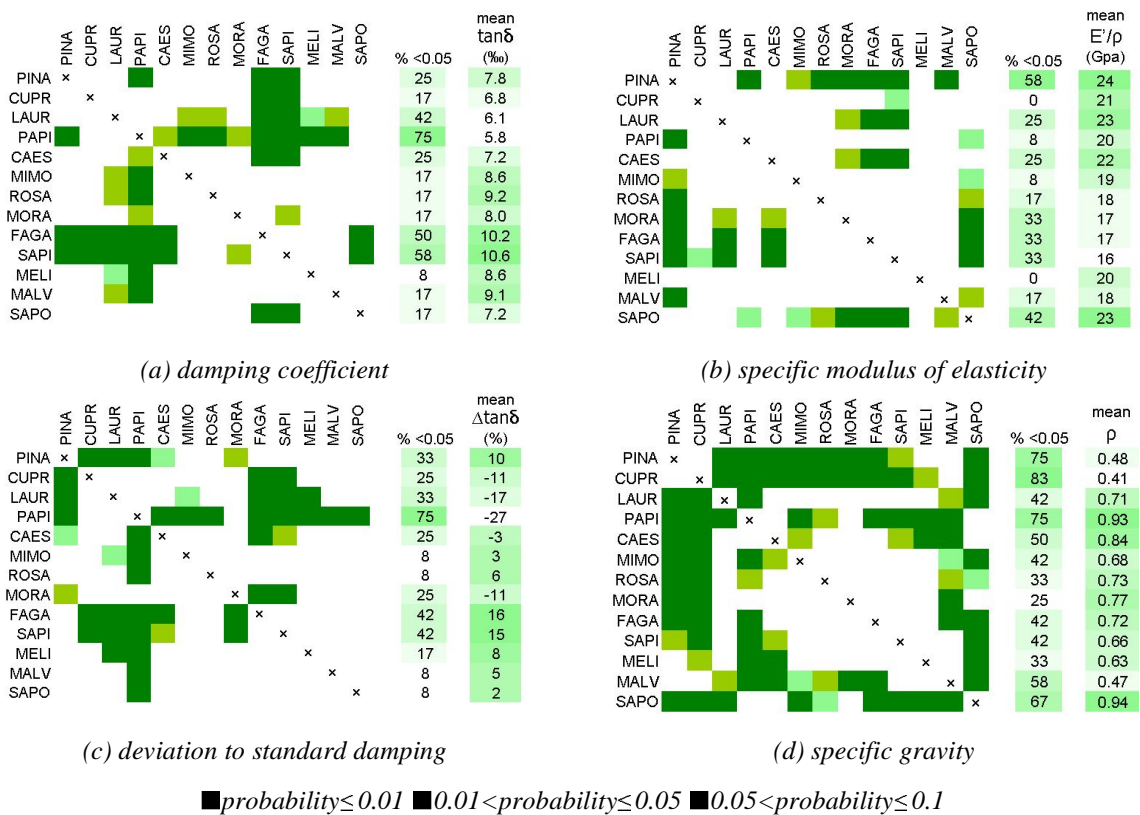 PINA CUPR LAUR PAPI CAES MIMO ROSA MORA FAGA SAPI MELI MALV SAPO
mean
tanδ
% <0.05 (‰)
PINA × 25 7.8
CUPR × 17 6.8
LAUR × 42 6.1
PAPI × 75 5.8
CAES × 25 7.2
MIMO × 17 8.6
ROSA × 17 9.2
MORA × 17 8.0
FAGA × 50 10.2
SAPI × 58 10.6
MELI × 8 8.6
MALV × 17 9.1
SAPO × 17 7.2
(a) damping coefficient
PINA CUPR LAUR PAPI CAES MIMO ROSA MORA FAGA SAPI MELI MALV SAPO
mean
E'/ρ
% <0.05 (Gpa)
PINA × 58 24
CUPR × 0 21
LAUR × 25 23
PAPI × 8 20
CAES × 25 22
MIMO × 8 19
ROSA × 17 18
MORA × 33 17
FAGA × 33 17
SAPI × 33 16
MELI × 0 20
MALV × 17 18
SAPO × 42 23
(b) specific modulus of elasticity
PINA CUPR LAUR PAPI CAES MIMO ROSA MORA FAGA SAPI MELI MALV SAPO
mean
Δtanδ
% <0.05 (%)
PINA × 33 10
CUPR × 25 -11
LAUR × 33 -17
PAPI × 75 -27
CAES × 25 -3
MIMO × 8 3
ROSA × 8 6
MORA × 25 -11
FAGA × 42 16
SAPI × 42 15
MELI × 17 8
MALV × 8 5
SAPO × 8 2
(c) deviation to standard damping
PINA CUPR LAUR PAPI CAES MIMO ROSA MORA FAGA SAPI MELI MALV SAPO
mean
% <0.05 ρ
PINA × 75 0.48
CUPR × 83 0.41
LAUR × 42 0.71
PAPI × 75 0.93
CAES × 50 0.84
MIMO × 42 0.68
ROSA × 33 0.73
MORA × 25 0.77
FAGA × 42 0.72
SAPI × 42 0.66
MELI × 33 0.63
MALV × 58 0.47
SAPO × 67 0.94
(d) specific gravity
■probability≤0.01 ■0.01<probability≤0.05 ■0.05<probability≤0.1